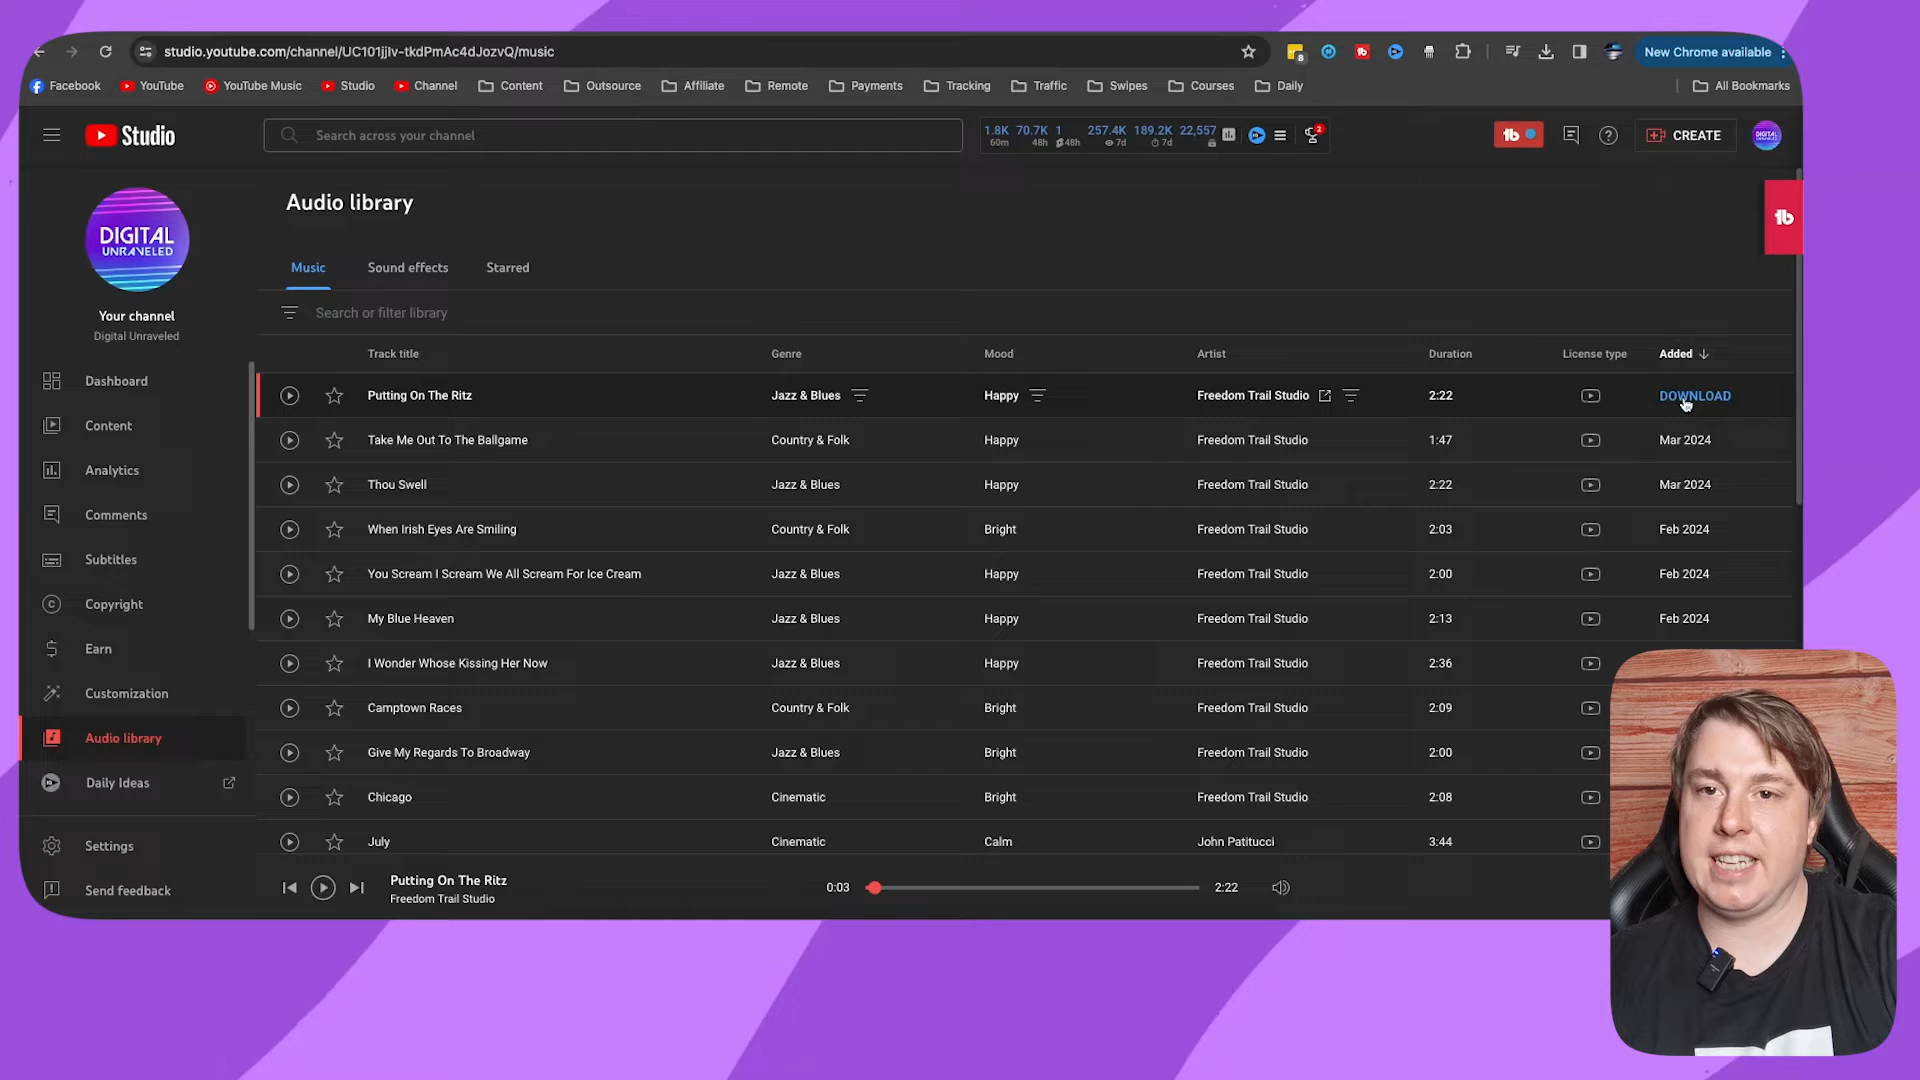 studio.youtube.com/channel/UC101jjIv-tkdPmAc4dJozvQ/music
8
New Chrome available
Facebook YouTube YouTube Music Studio Channel Content Outsource Affiliate Remote Payments Tracking Traffic Swipes Courses Daily All Bookmarks
Studio
Search across your channel
1.8K 70.7K 1 257.4K 189.2K 22,557
60m 48h 48h 7d 7d
2
tb
CREATE
DIGITAL UNRAVELED
tb
Audio library
DIGITAL
UNRAVELED
Your channel
Digital Unraveled
Music Sound effects Starred
Search or filter library
Track title Genre Mood Artist Duration License type Added
Putting On The Ritz Jazz & Blues Happy Freedom Trail Studio 2:22 DOWNLOAD
Take Me Out To The Ballgame Country & Folk Happy Freedom Trail Studio 1:47 Mar 2024
Thou Swell Jazz & Blues Happy Freedom Trail Studio 2:22 Mar 2024
When Irish Eyes Are Smiling Country & Folk Bright Freedom Trail Studio 2:03 Feb 2024
You Scream I Scream We All Scream For Ice Cream Jazz & Blues Happy Freedom Trail Studio 2:00 Feb 2024
My Blue Heaven Jazz & Blues Happy Freedom Trail Studio 2:13 Feb 2024
I Wonder Whose Kissing Her Now Jazz & Blues Happy Freedom Trail Studio 2:36
Camptown Races Country & Folk Bright Freedom Trail Studio 2:09
Give My Regards To Broadway Jazz & Blues Bright Freedom Trail Studio 2:00
Chicago Cinematic Bright Freedom Trail Studio 2:08
July Cinematic Calm John Patitucci 3:44
Dashboard
Content
Analytics
Comments
Subtitles
Copyright
Earn
Customization
Audio library
Daily Ideas
Settings
Send feedback
Putting On The Ritz
Freedom Trail Studio
0:03 2:22